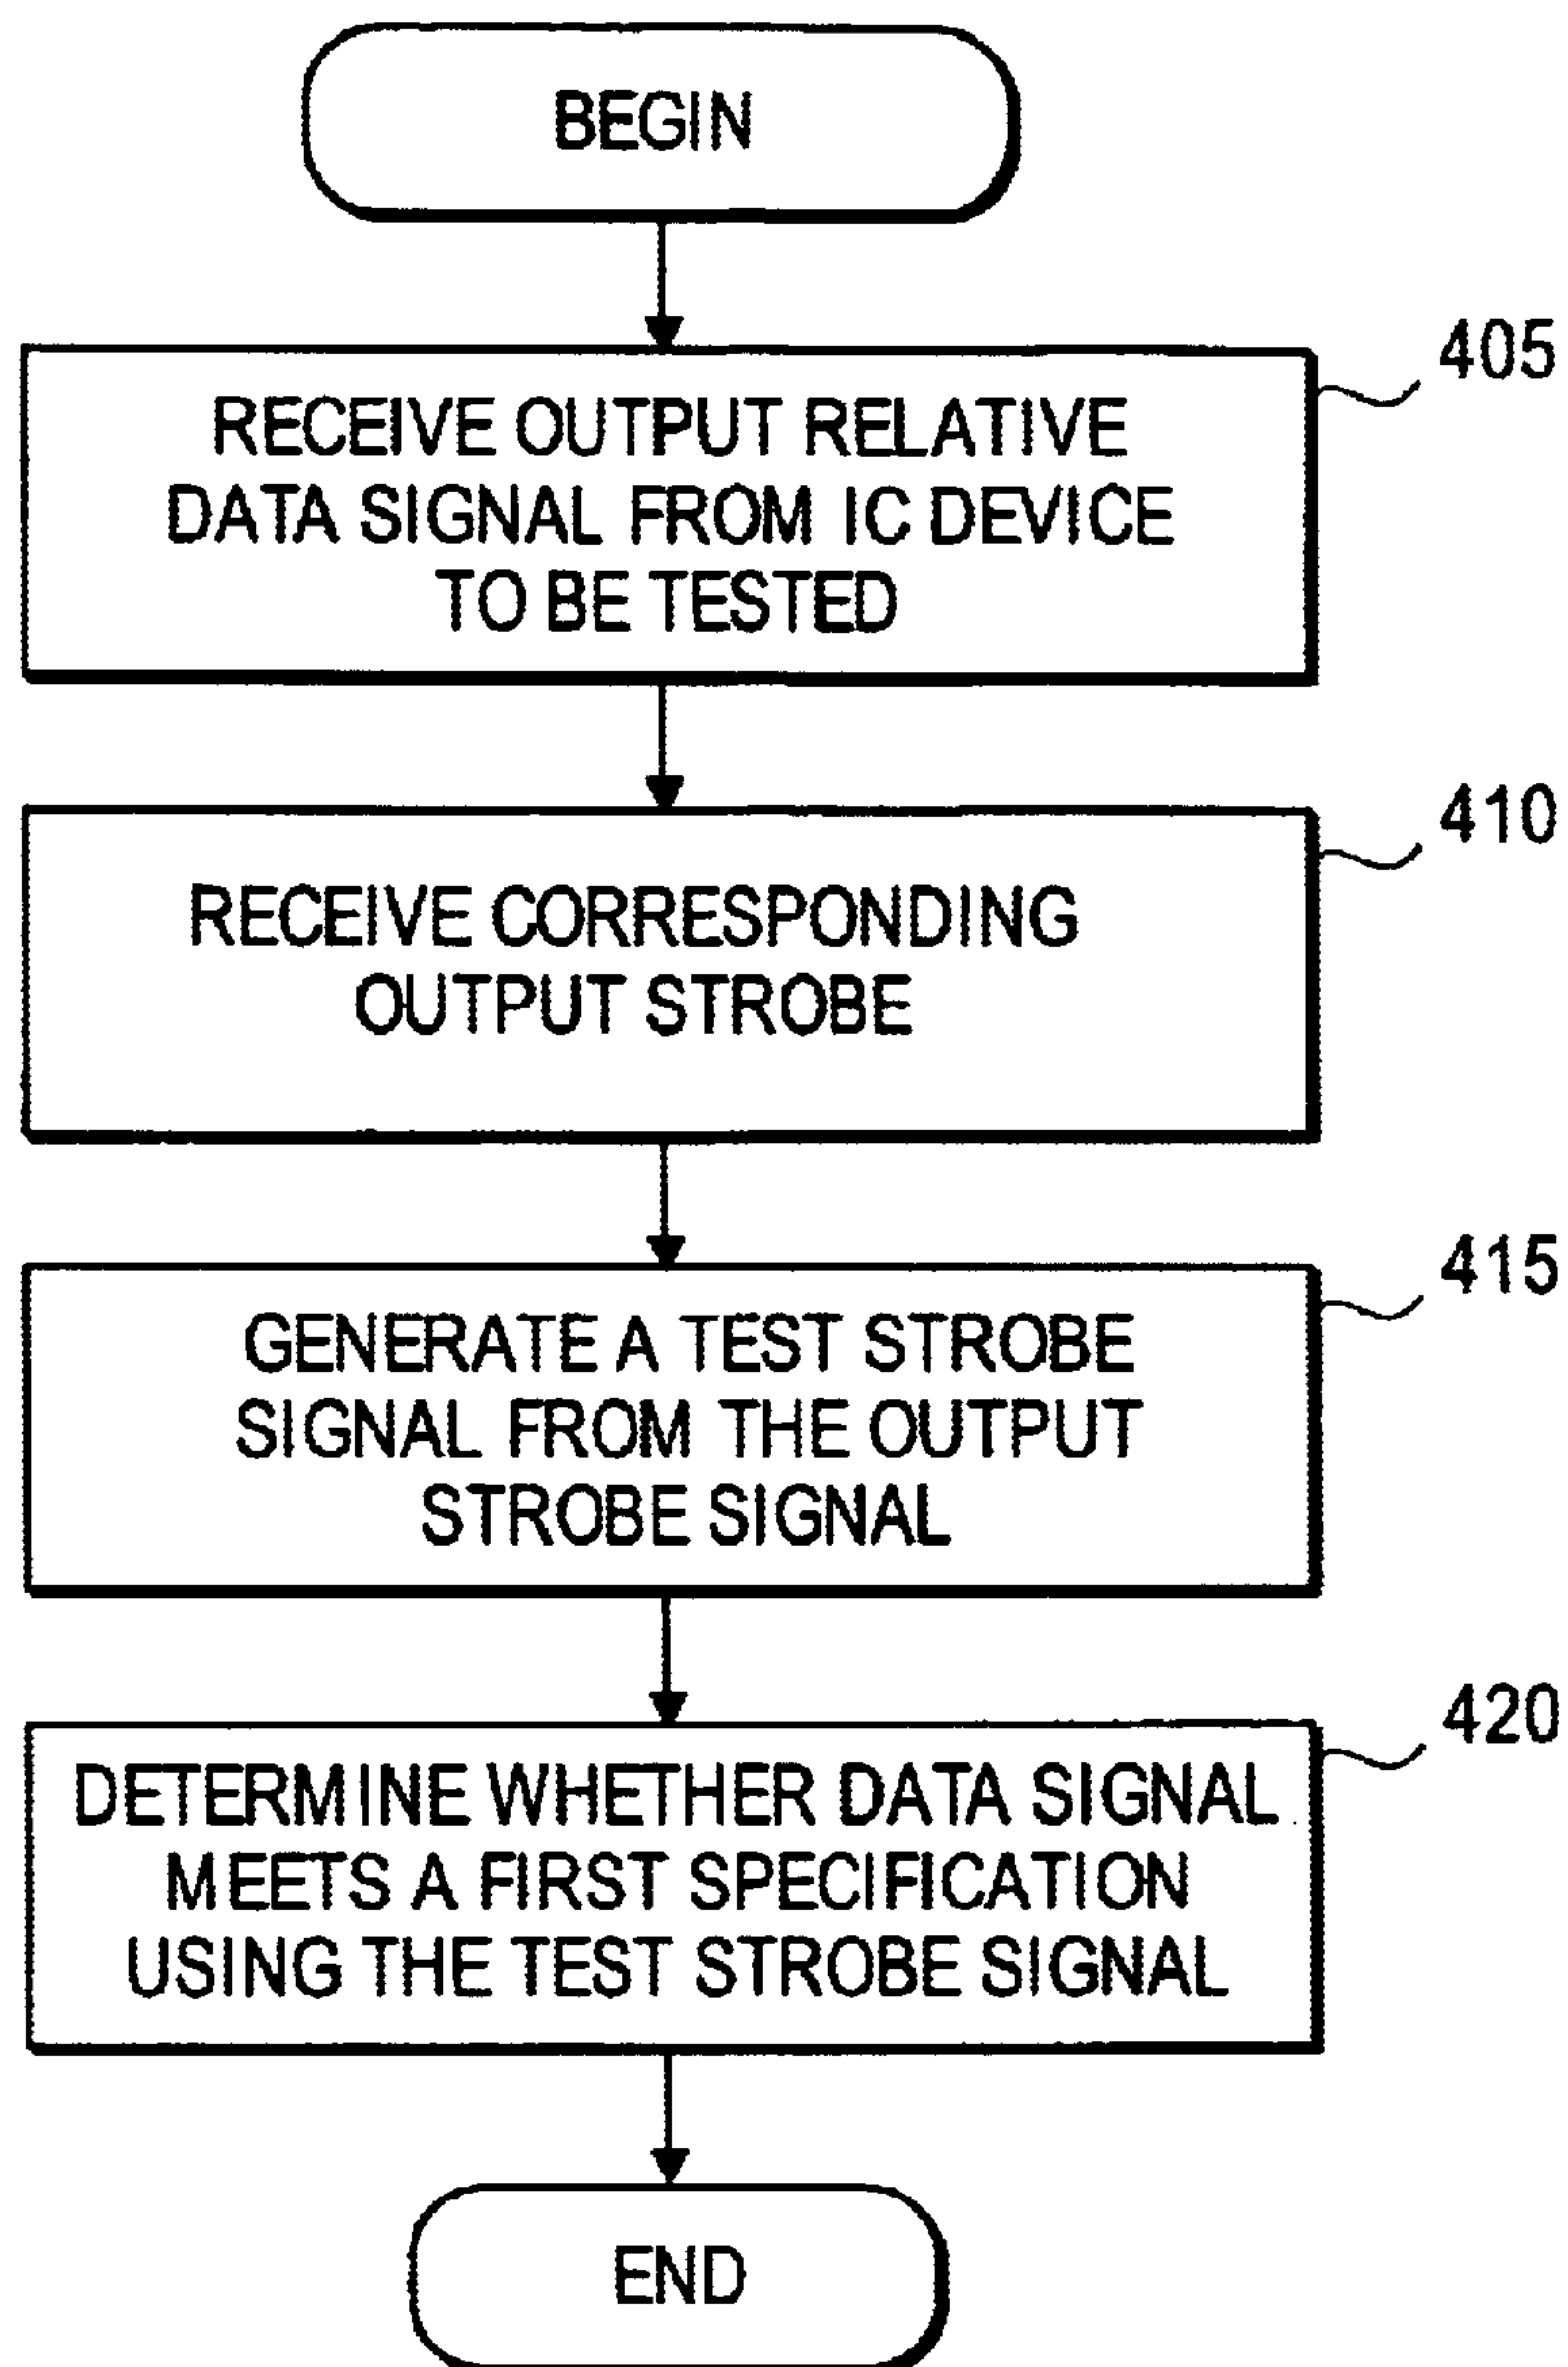 BEGIN
405
RECEIVE OUTPUT RELATIVE
DATA SIGNAL FROM IC DEVICE
TO BE TESTED
410
RECEIVE CORRESPONDING
OUTPUT STROBE
415
GENERATE A TEST STROBE
SIGNAL FROM THE OUTPUT
STROBE SIGNAL
420
DETERMINE WHETHER DATA SIGNAL
MEETS A FIRST SPECIFICATION
USING THE TEST STROBE SIGNAL
END